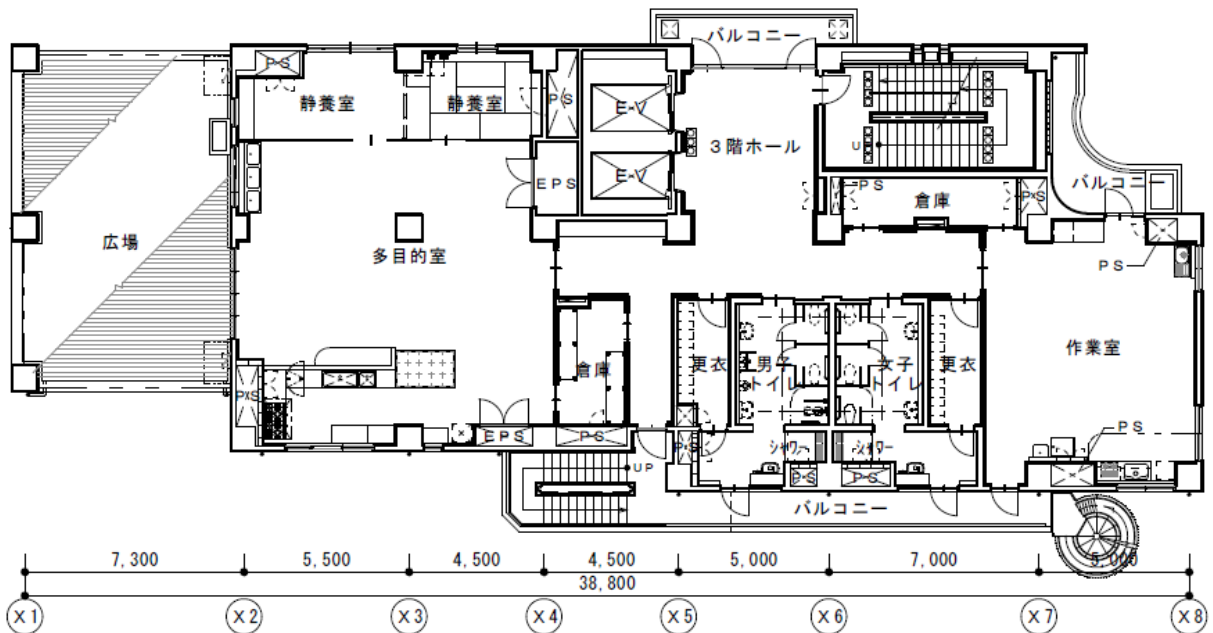 バルコニー
PS
静養室
静養室
PS
E-V
E-V
3階ホール
U
EPS
PS
倉庫
PS
バルコニー
PS
広場
多目的室
倉庫
更衣
男子
トイレ
女子
トイレ
更衣
作業室
PS
EPS
PS
PS
シャワー
シャワー
PS
UP
PS
PS
バルコニー
7,300
5,500
4,500
4,500
5,000
7,000
5,000
38,800
X1
X2
X3
X4
X5
X6
X7
X8